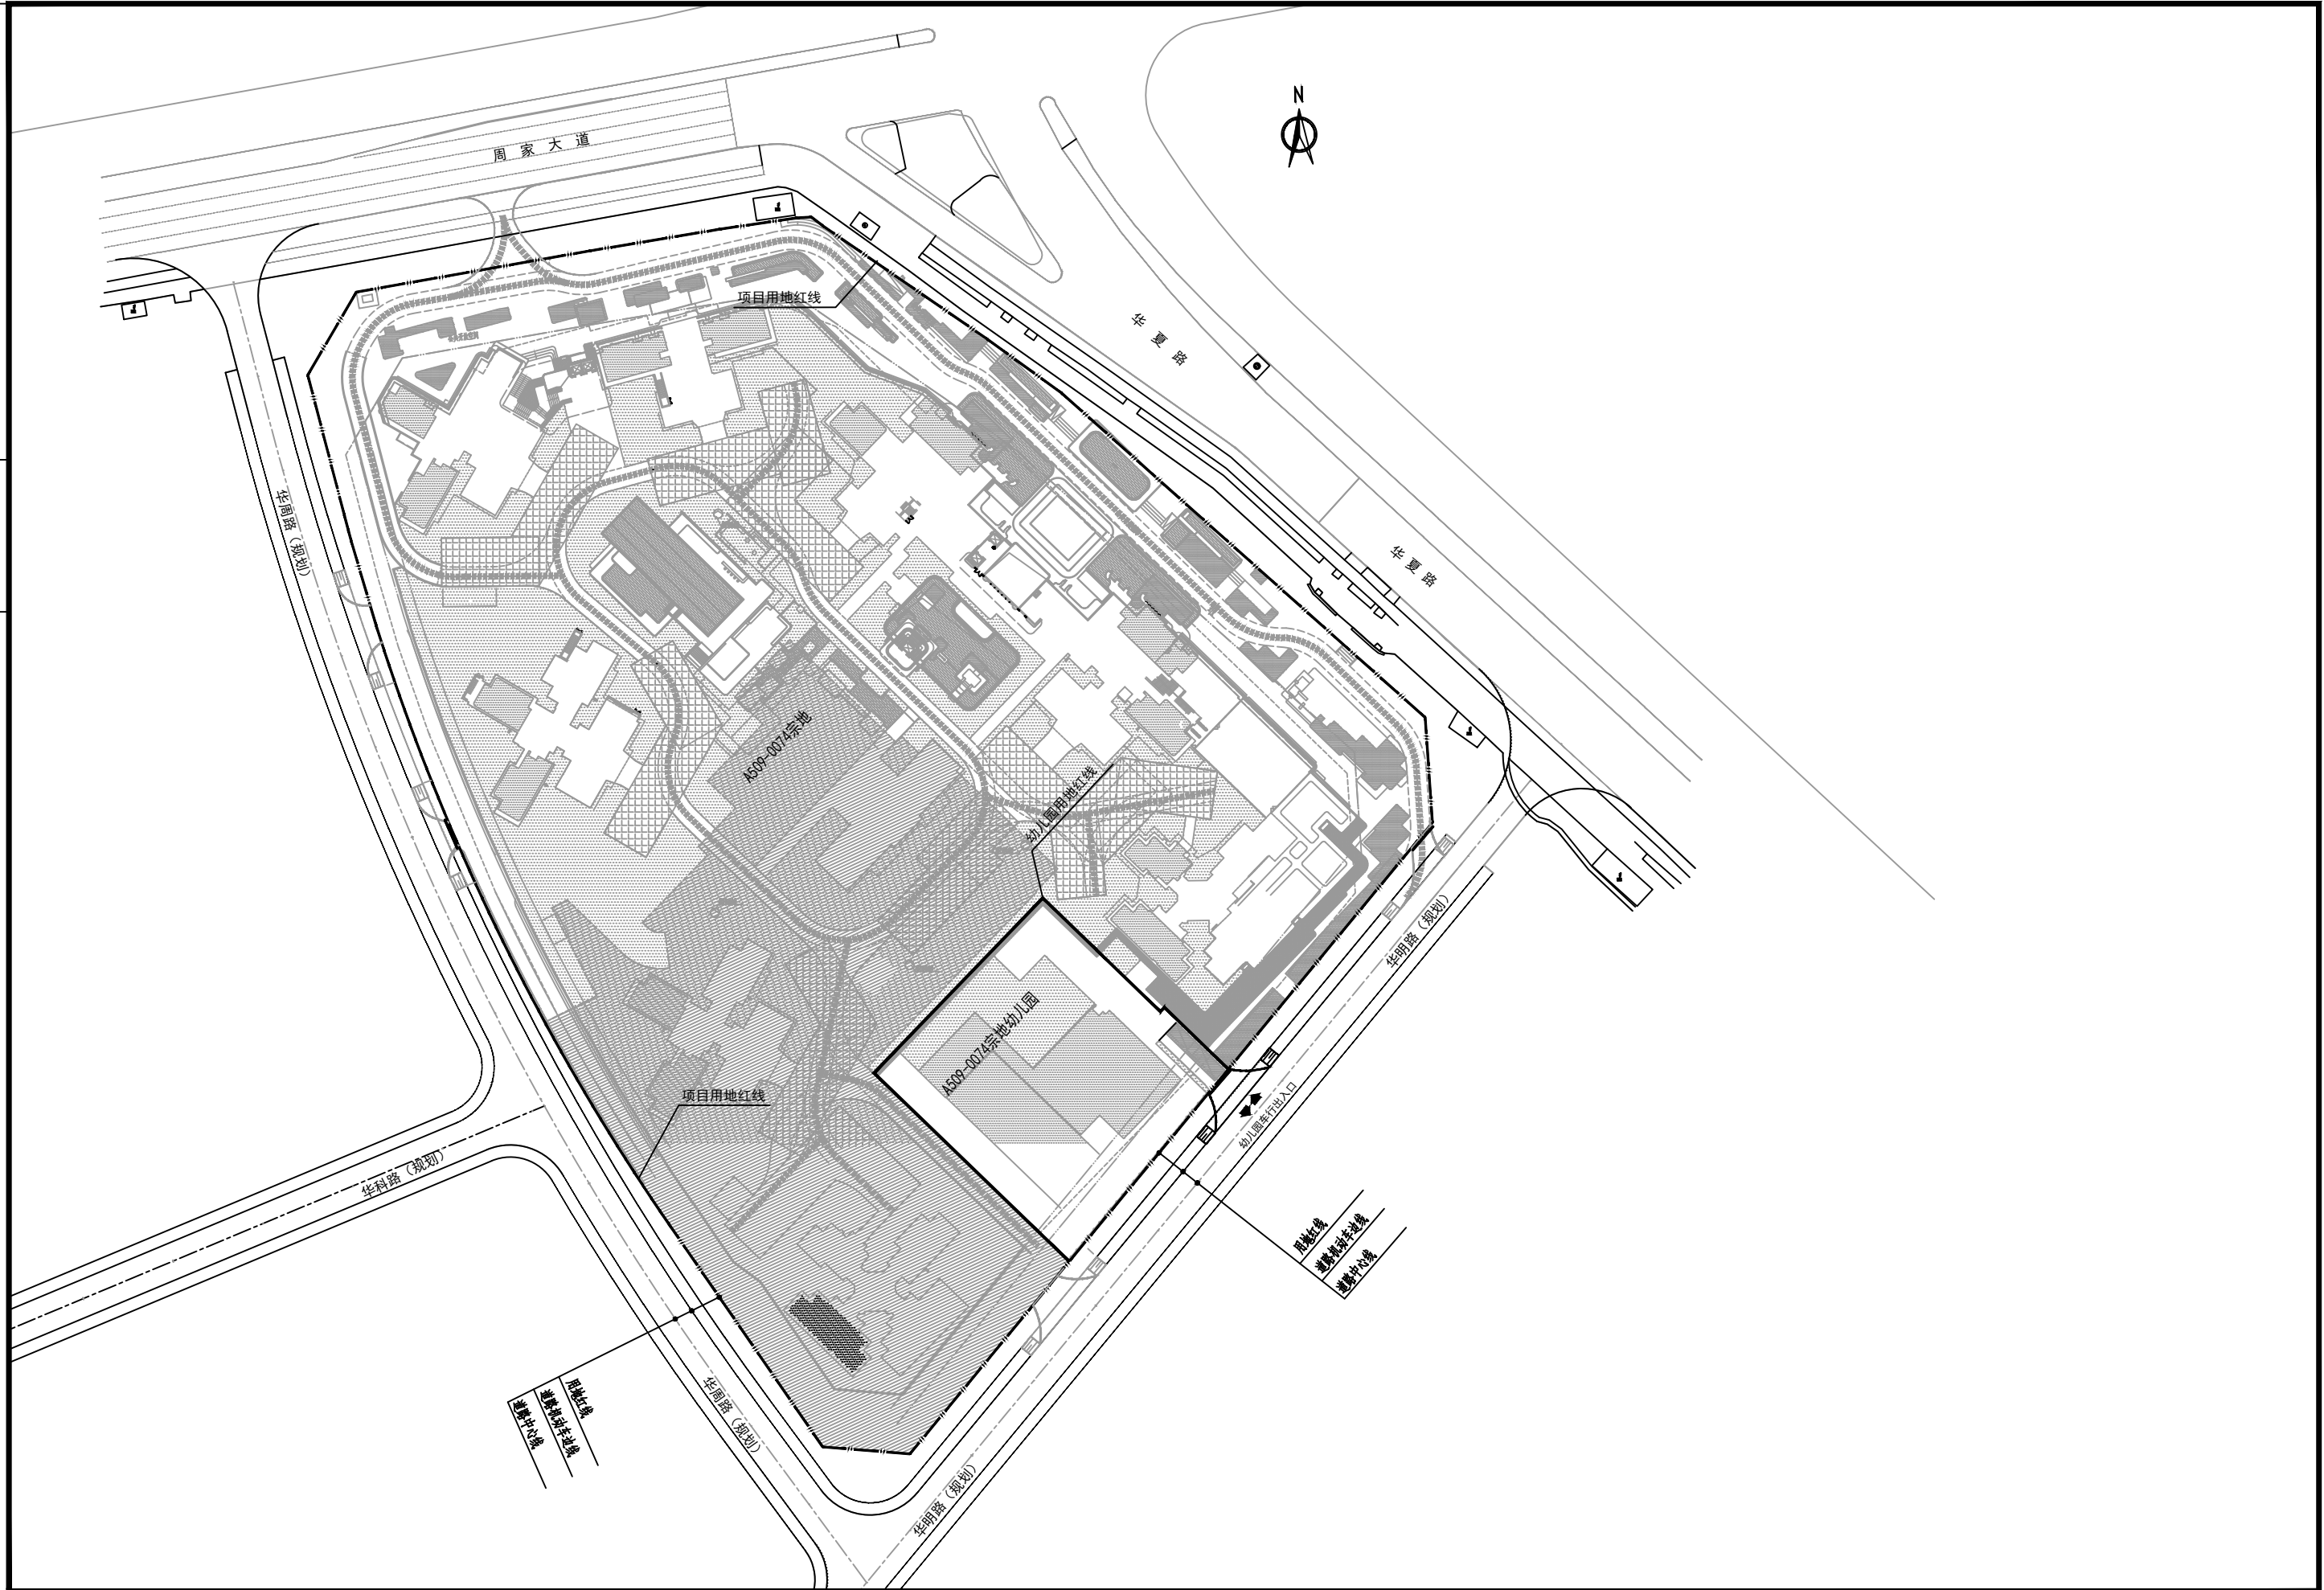 N
周家大道
项目用地红线
华夏路
华周路（规划）
华夏路
A509-0074宗地
幼儿园用地红线
华明路（规划）
A509-0074宗地幼儿园
项目用地红线
幼儿园车行出入口
华科路（规划）
用地红线
道路机动车边线
道路中心线
用地红线
道路机动车边线
道路中心线
华周路（规划）
华明路（规划）